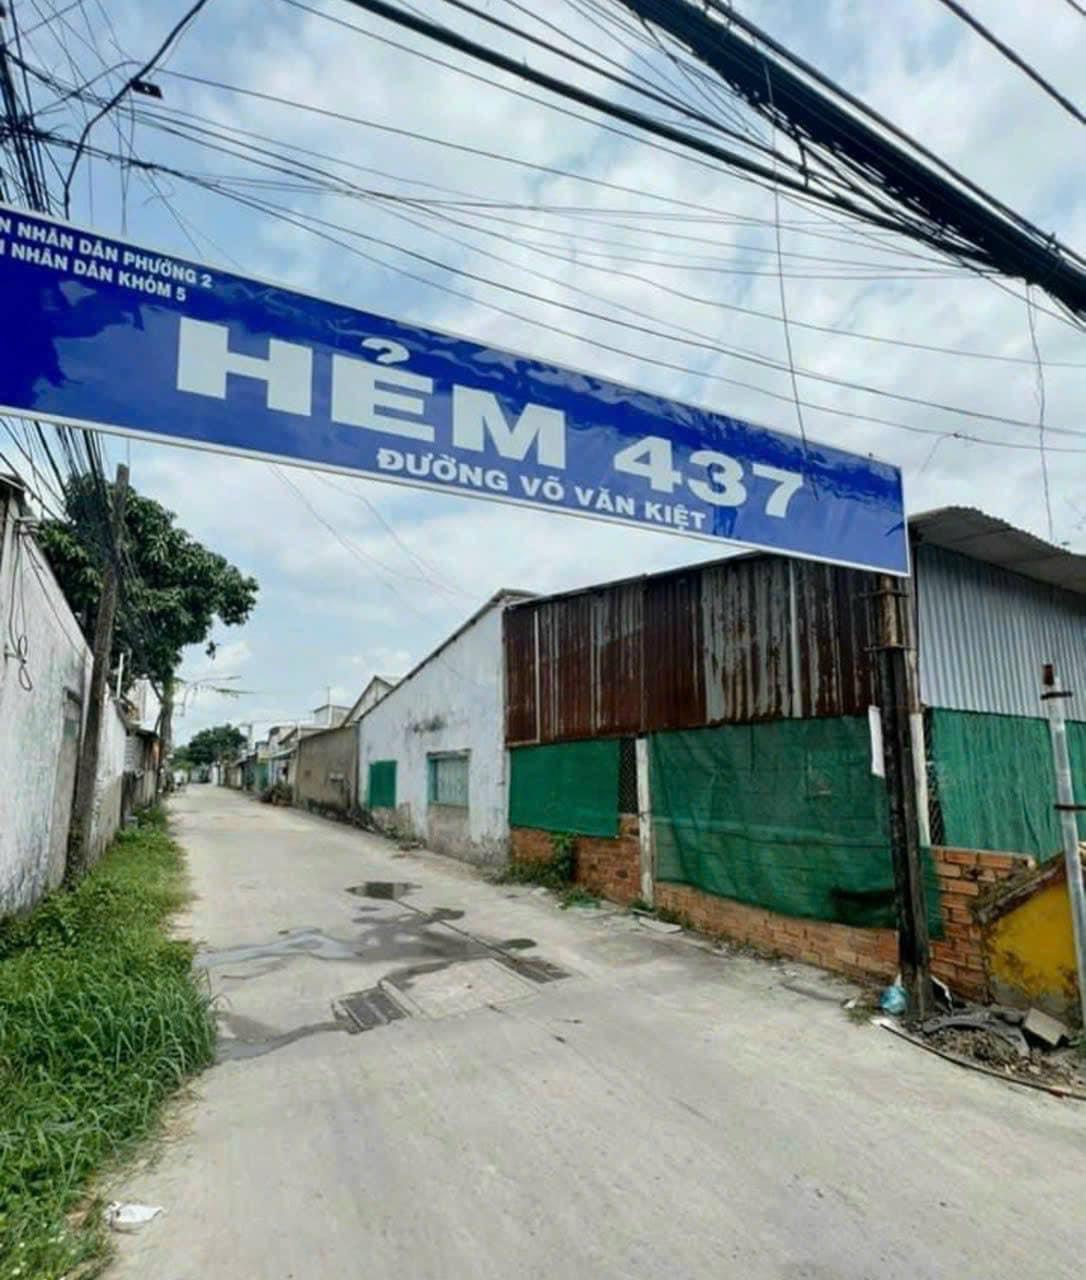 N NHÂN DÂN PHƯỜNG 2
NHÂN DÂN KHÓM 5
HẺM 437
ĐƯỜNG VÕ VĂN KIỆT